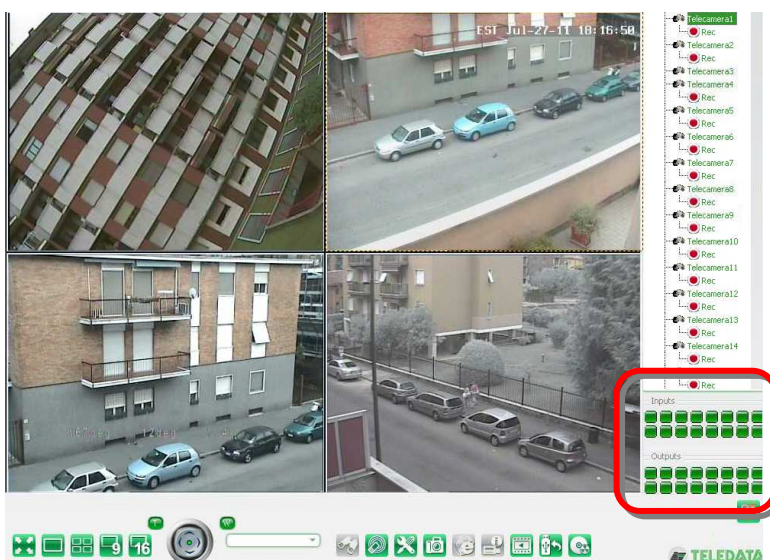 EST Jul-27-11 10:16:50
Telecamera1
Rec
Telecamera2
Rec
Telecamera3
Telecamera4
Rec
Telecamera5
Rec
Telecamera6
Rec
Telecamera7
Rec
Telecamera8
Rec
Telecamera9
Rec
Telecamera10
Rec
Telecamera11
Rec
Telecamera12
Rec
Telecamera13
Rec
Telecamera14
Rec
Rec
Inputs
Outputs
9
16
TELEDATA